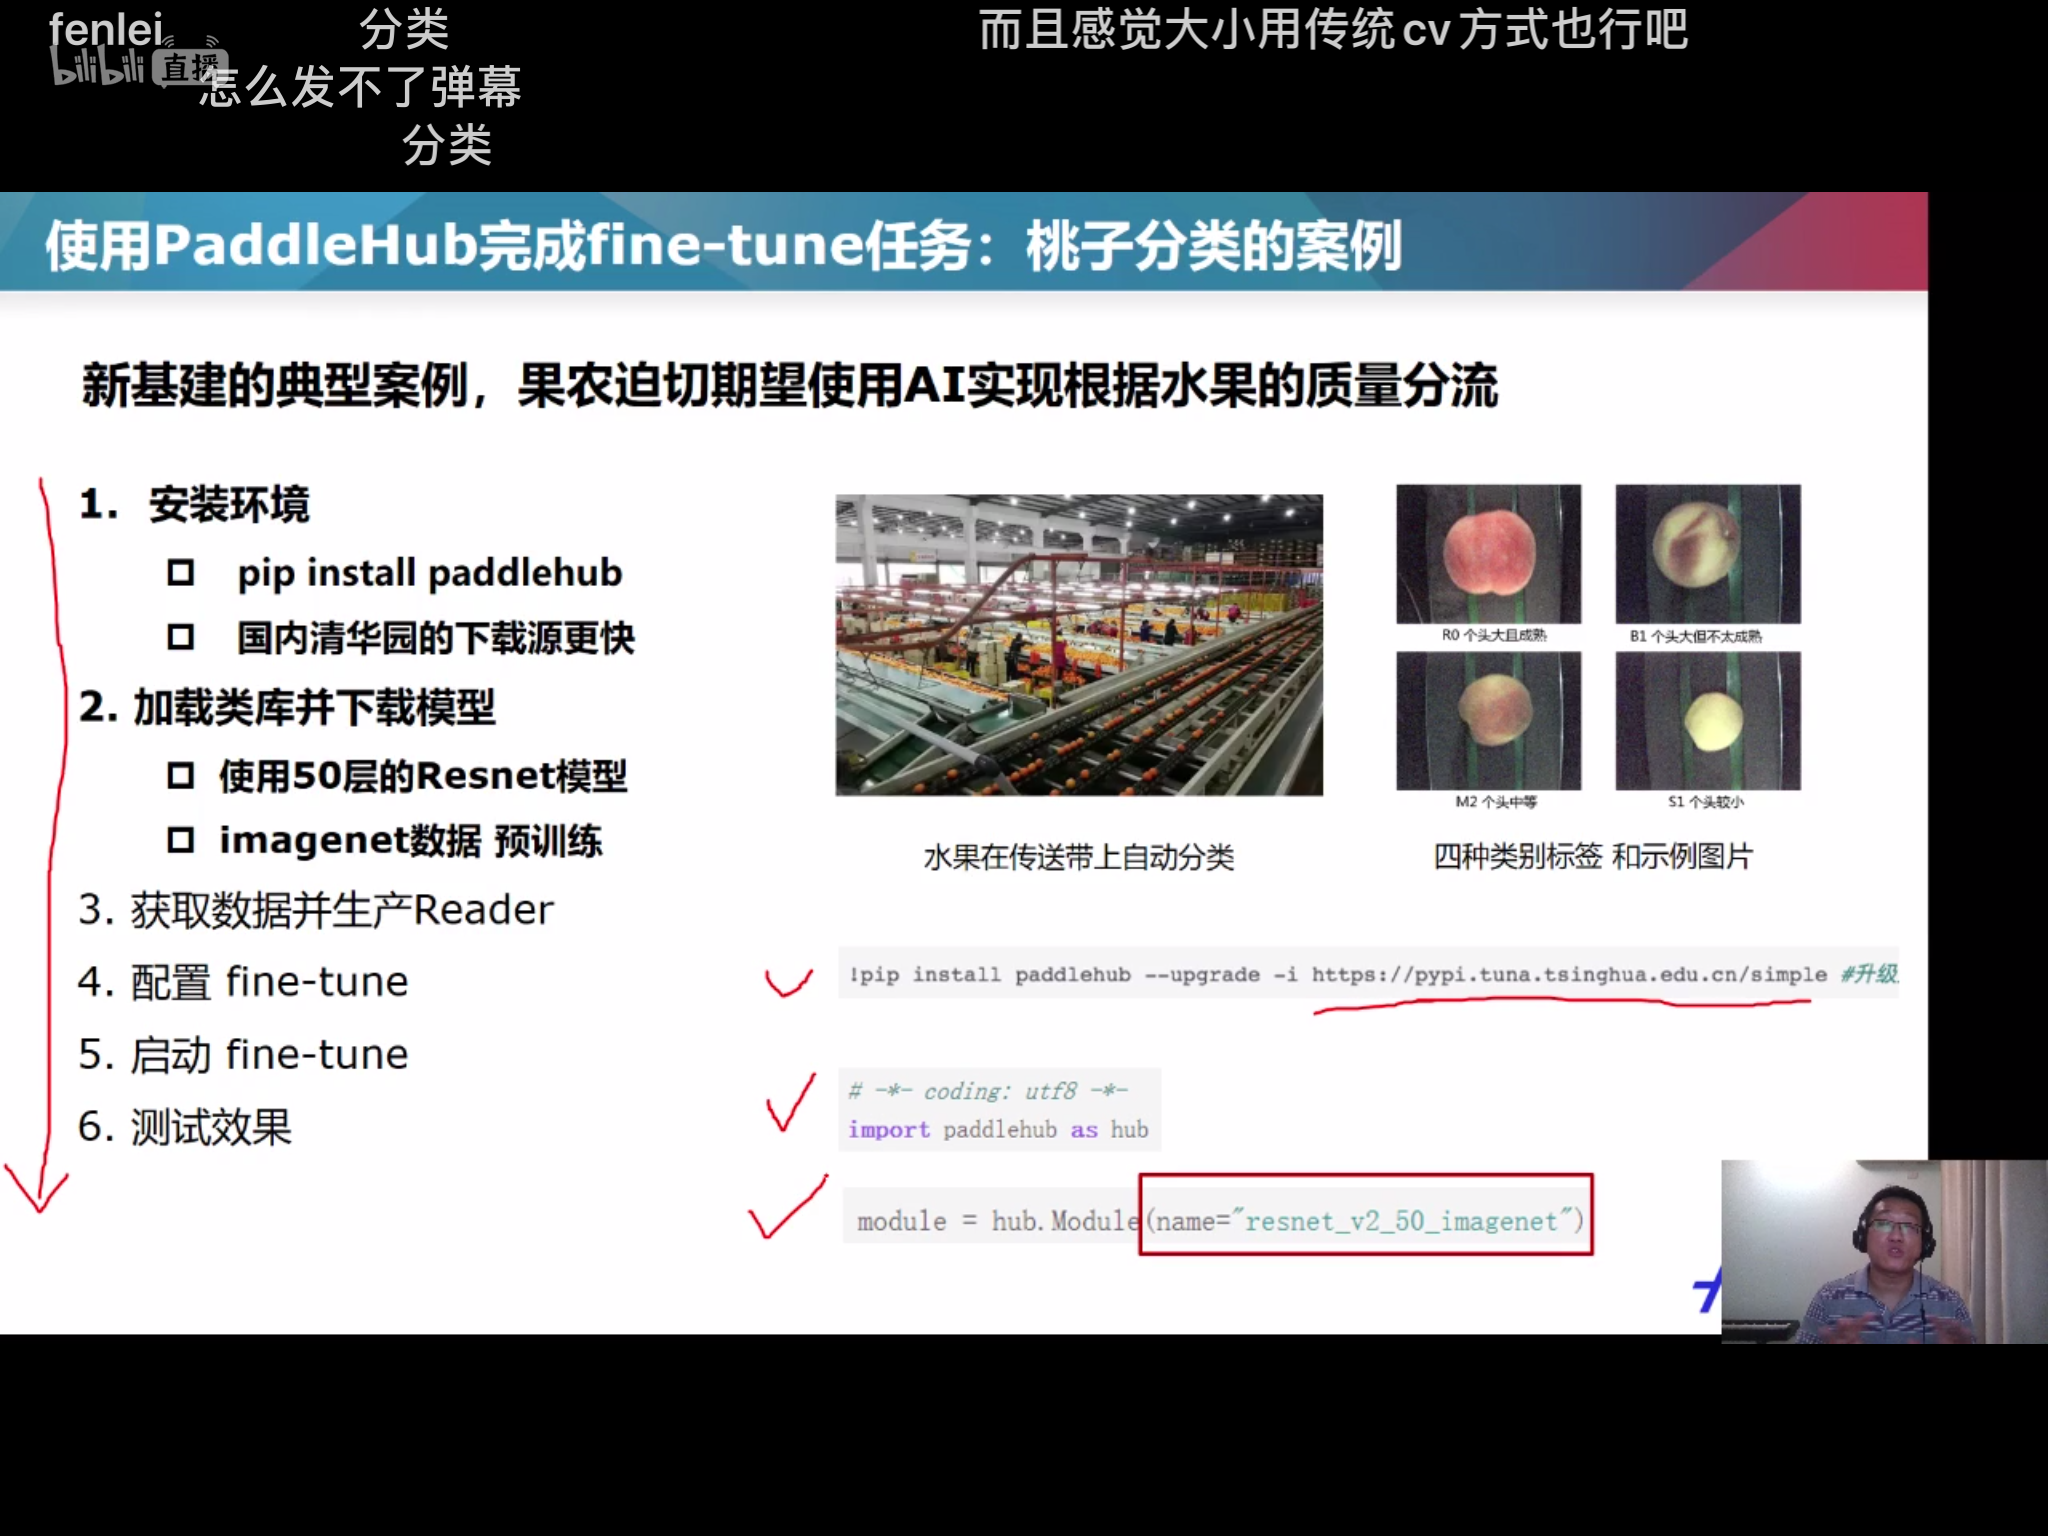 fenlei
分类
而且感觉大小用传统cv方式也行吧
bilibili 直播
怎么发不了弹幕
分类
使用PaddleHub完成fine-tune任务：桃子分类的案例
新基建的典型案例，果农迫切期望使用AI实现根据水果的质量分流
1. 安装环境
pip install paddlehub
国内清华园的下载源更快
2. 加载类库并下载模型
使用50层的Resnet模型
imagenet数据 预训练
3. 获取数据并生产Reader
4. 配置 fine-tune
5. 启动 fine-tune
6. 测试效果
水果在传送带上自动分类
R0 个头大且成熟
B1 个头大但不太成熟
M2 个头中等
S1 个头较小
四种类别标签 和示例图片
!pip install paddlehub --upgrade -i https://pypi.tuna.tsinghua.edu.cn/simple #升级
# -*- coding: utf8 -*-
import paddlehub as hub
module = hub.Module(name="resnet_v2_50_imagenet")